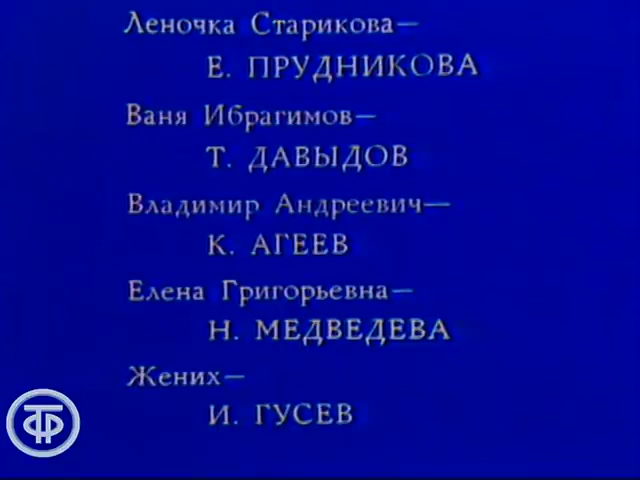 Леночка Старикова—
Е. ПРУДНИКОВА
Ваня Ибрагимов—
Т. ДАВЫДОВ
Владимир Андреевич—
К. АГЕЕВ
Елена Григорьевна—
Н. МЕДВЕДЕВА
Жених—
И. ГУСЕВ